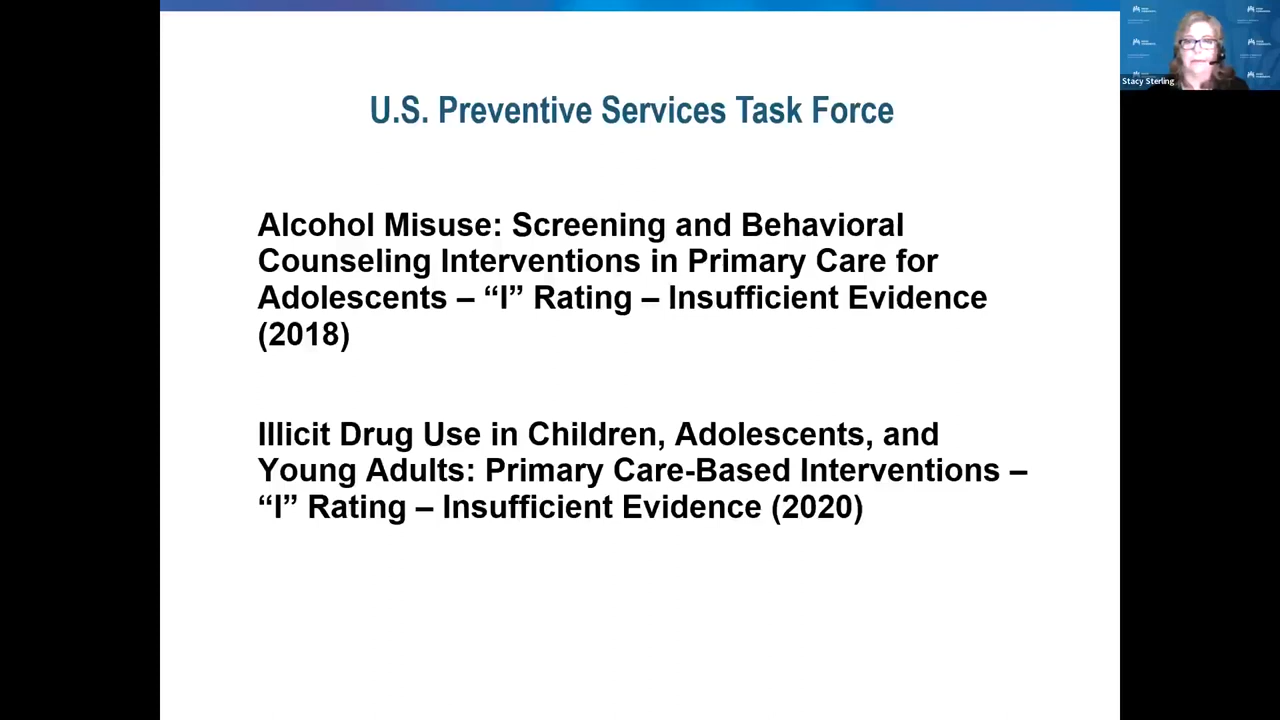 U.S. Preventive Services Task Force
Alcohol Misuse: Screening and Behavioral
Counseling Interventions in Primary Care for
Adolescents – “I” Rating – Insufficient Evidence
(2018)
Illicit Drug Use in Children, Adolescents, and
Young Adults: Primary Care-Based Interventions –
“I” Rating – Insufficient Evidence (2020)
Stacy Sterling